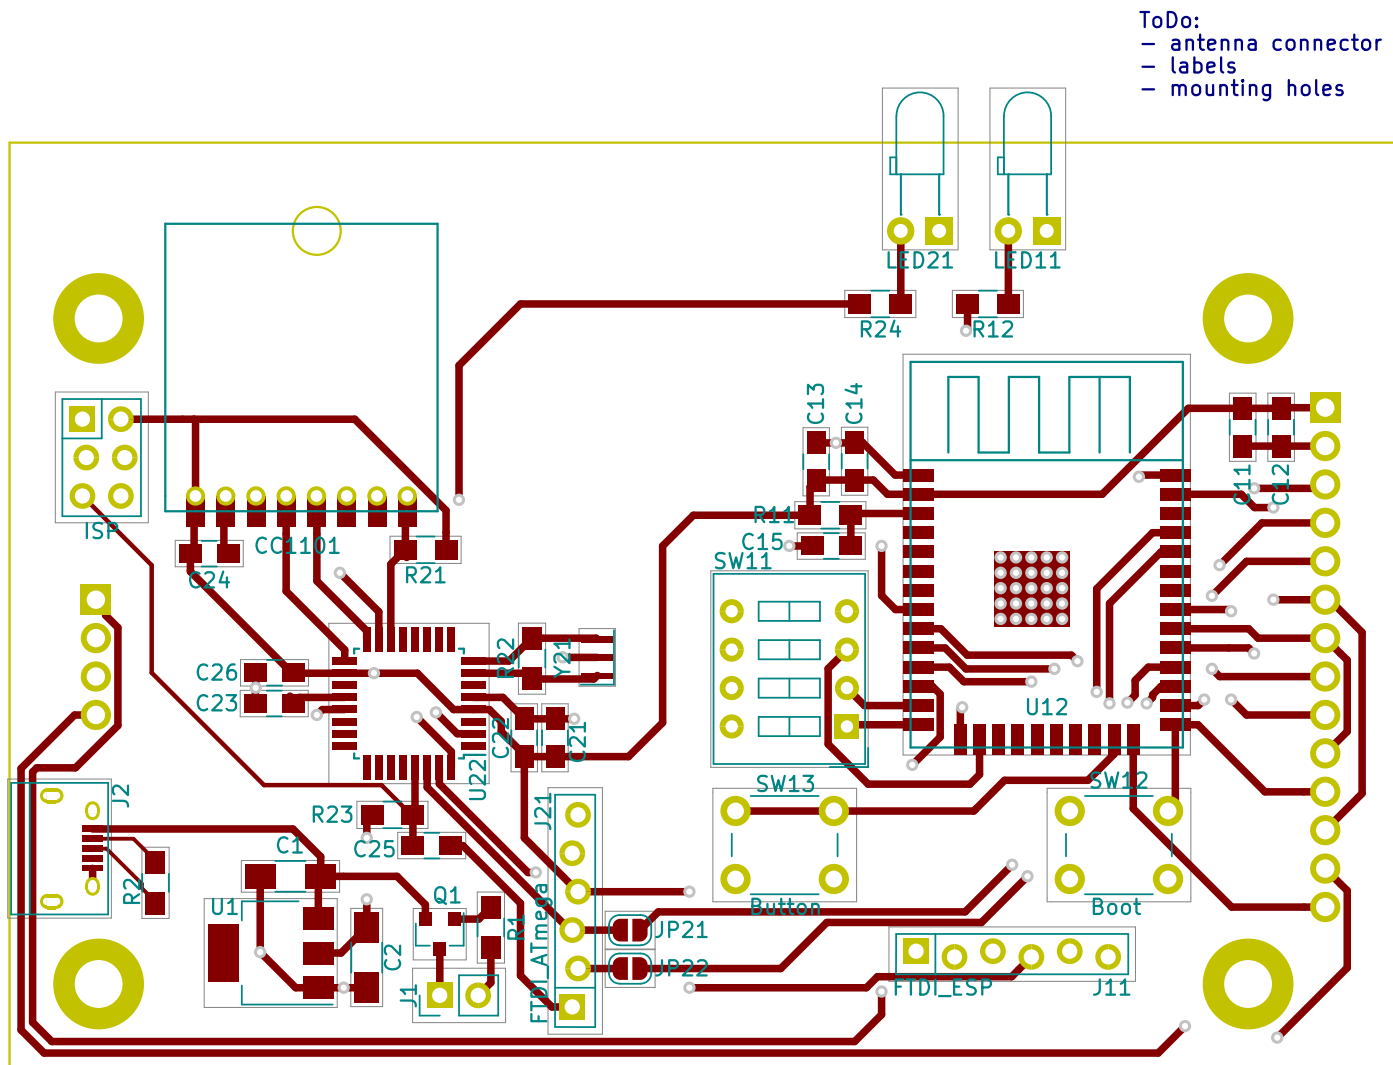 ToDo:
- antenna connector
- labels
- mounting holes
LED21
LED11
R24
R12
C13
C14
C11
C12
ISP
CC1101
C24
R21
R11
C15
SW11
C26
C23
R22
Y21
C22
C21
U22
U12
J2
R23
C25
J21
SW13
SW12
C1
R2
U1
Q1
R1
C2
J1
FTDI_ATmega
Button
Boot
JP21
JP22
FTDI_ESP
J11